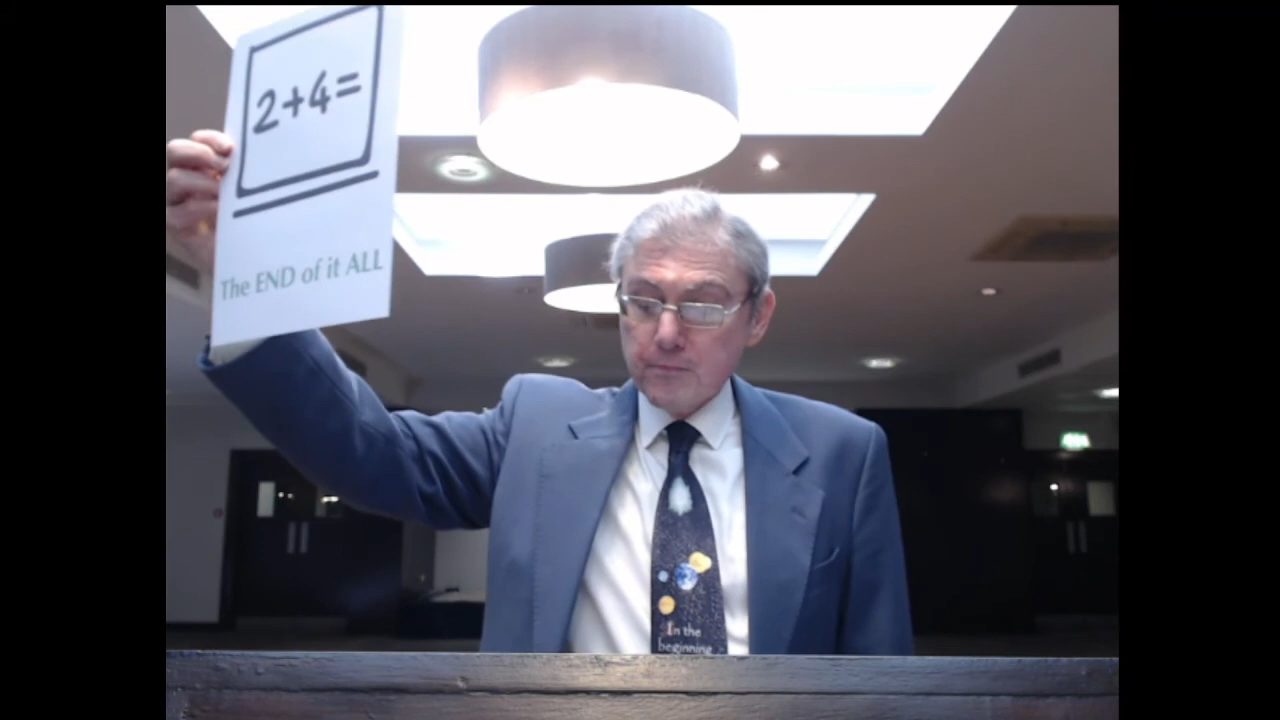 2+4=
The END of it ALL
In the
beginning